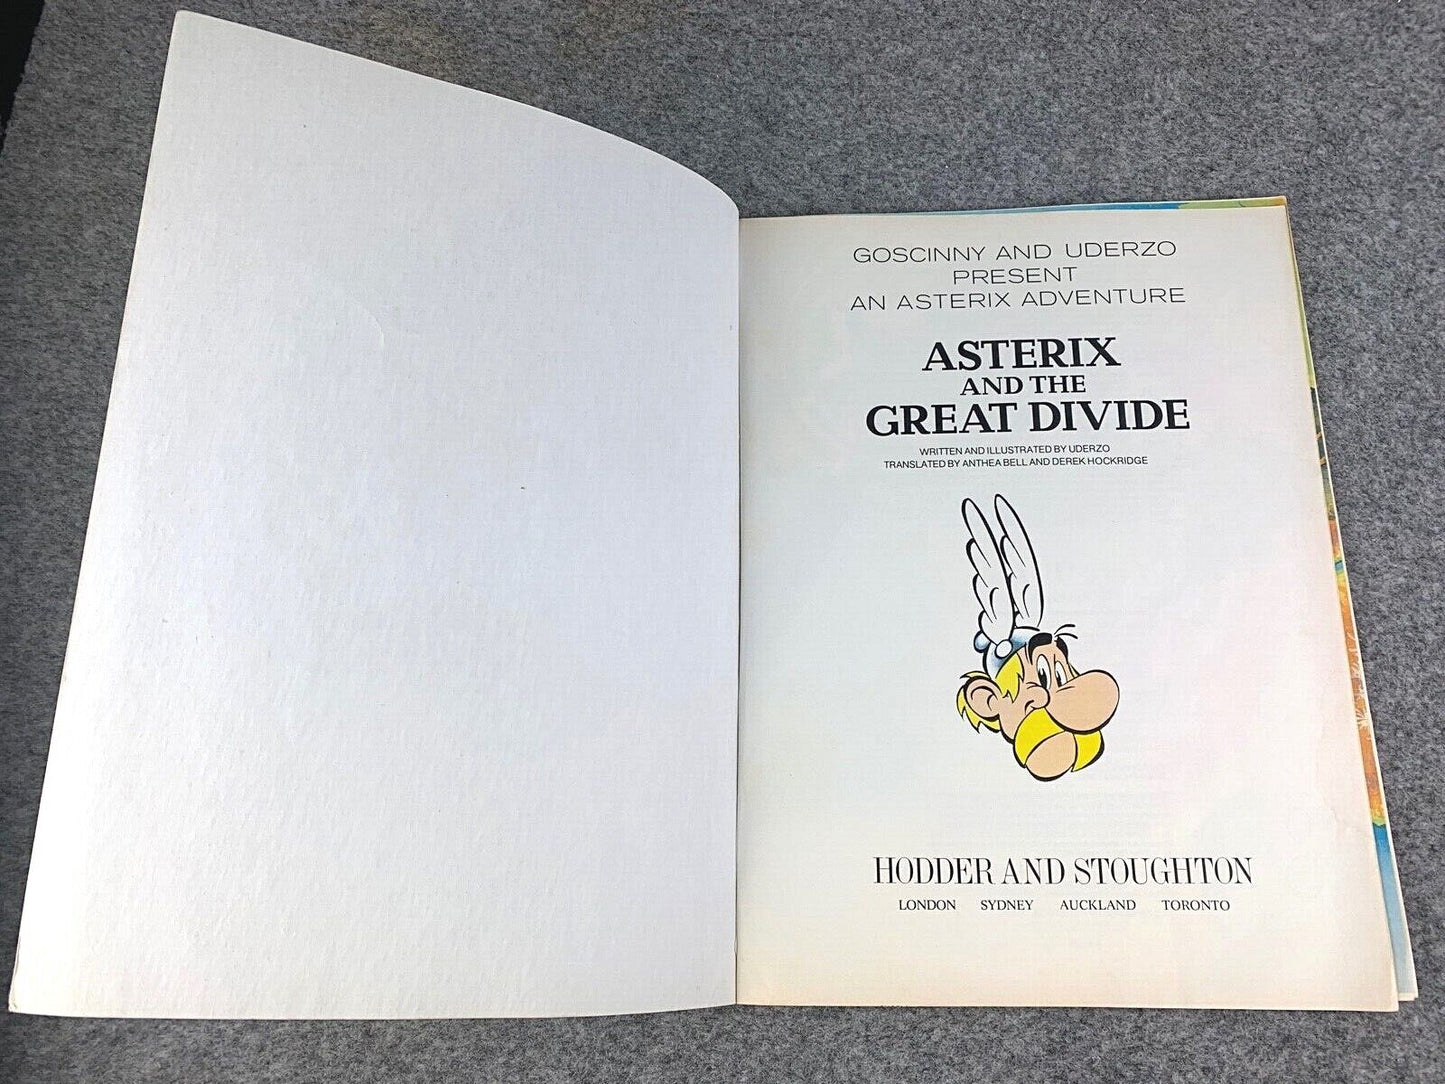 GOSCINNY AND UDERZO
PRESENT
AN ASTERIX ADVENTURE
ASTERIX
AND THE
GREAT DIVIDE
WRITTEN AND ILLUSTRATED BY UDERZO
TRANSLATED BY ANTHEA BELL AND DEREK HOCKRIDGE
HODDER AND STOUGHTON
LONDON SYDNEY AUCKLAND TORONTO